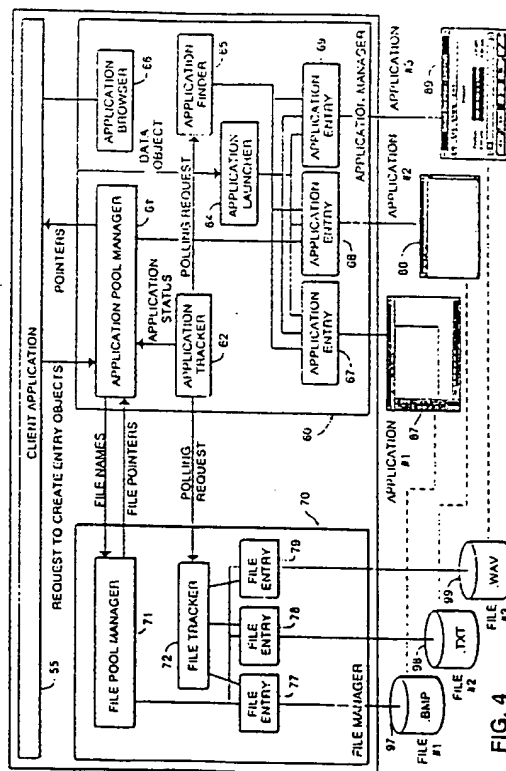 CLIENT APPLICATION
55
REQUEST TO CREATE ENTRY OBJECTS
POINTERS
FILE NAMES
FILE POINTERS
FILE POOL MANAGER
71
APPLICATION POOL MANAGER
61
APPLICATION
BROWSER
66
APPLICATION
STATUS
DATA
OBJECT
POLLING REQUEST
POLLING
REQUEST
FILE TRACKER
72
APPLICATION
TRACKER
62
APPLICATION
FINDER
65
APPLICATION
LAUNCHER
64
FILE
ENTRY
77
FILE
ENTRY
78
FILE
ENTRY
79
APPLICATION
ENTRY
67
APPLICATION
ENTRY
68
APPLICATION
ENTRY
69
FILE MANAGER
70
60
APPLICATION MANAGER
APPLICATION
#1
87
APPLICATION
#2
APPLICATION
#3
89
97
.BMP
FILE
#1
98
.TXT
FILE
#2
99
.WAV
FILE
FIG. 4